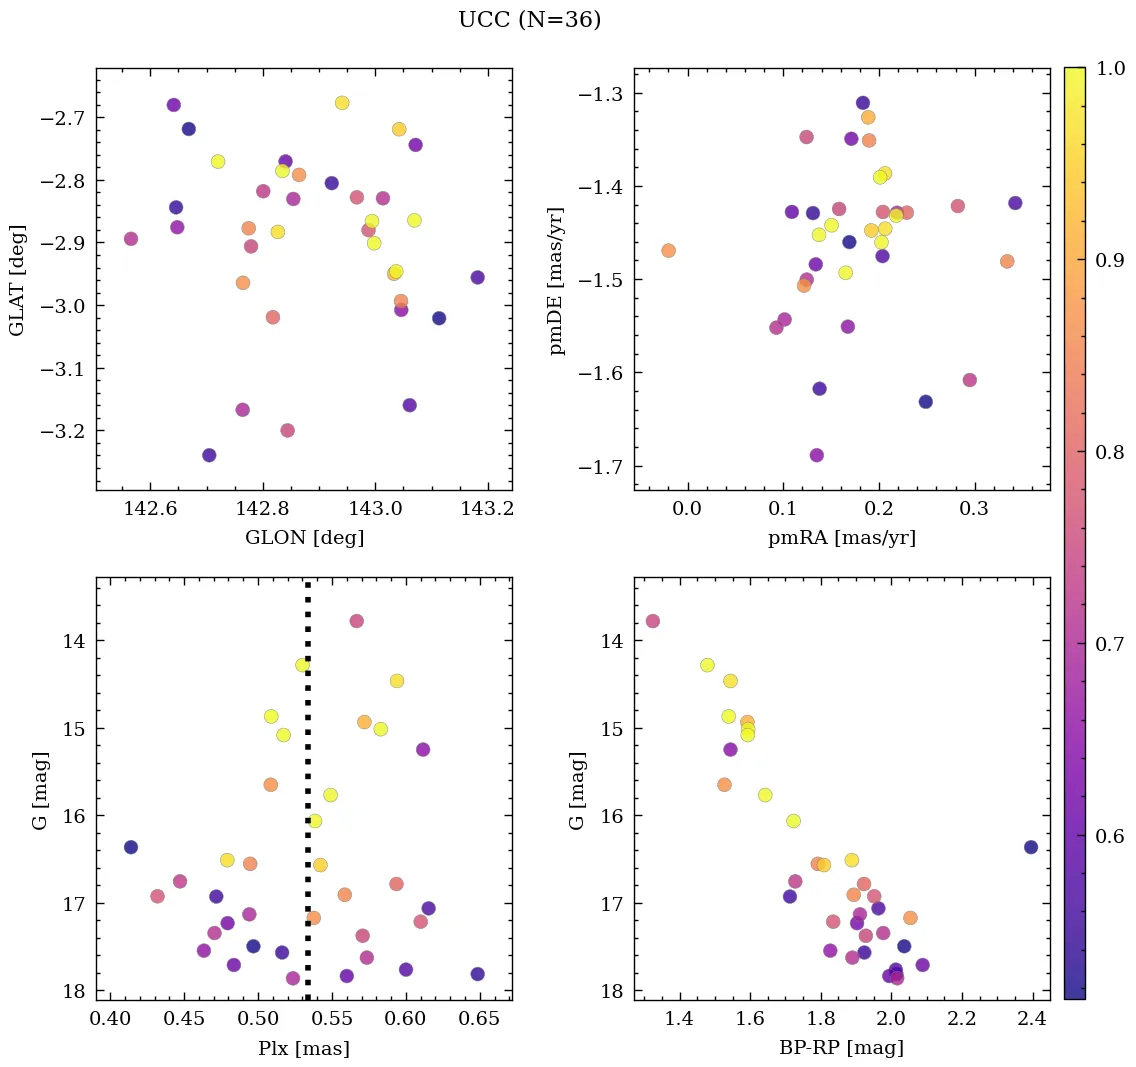 UCC (N=36)
−2.7
−2.8
−2.9
−3.0
−3.1
−3.2
GLAT [deg]
142.6 142.8 143.0 143.2
GLON [deg]
−1.3
−1.4
−1.5
−1.6
−1.7
pmDE [mas/yr]
0.0 0.1 0.2 0.3
pmRA [mas/yr]
14
15
16
17
18
G [mag]
0.40 0.45 0.50 0.55 0.60 0.65
Plx [mas]
14
15
16
17
18
G [mag]
1.4 1.6 1.8 2.0 2.2 2.4
BP-RP [mag]
1.0
0.9
0.8
0.7
0.6